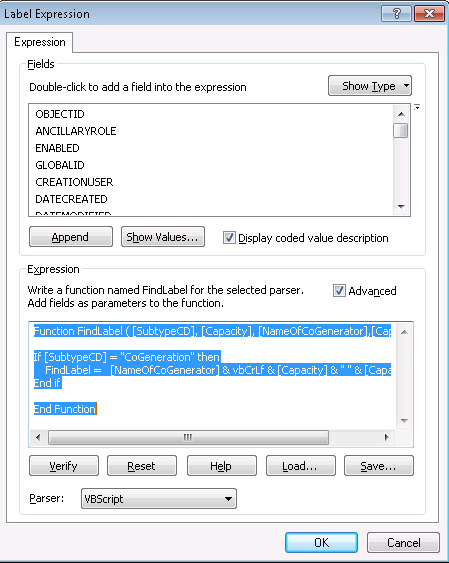 Label Expression
?
Expression
Fields
Double-click to add a field into the expression
Show Type
OBJECTID
ANCILLARYROLE
ENABLED
GLOBALID
CREATIONUSER
DATECREATED
DATEMODIFIED
Append
Show Values...
Display coded value description
Expression
Write a function named FindLabel for the selected parser.
Add fields as parameters to the function.
Advanced
Function FindLabel ( [SubtypeCD], [Capacity], [NameOfCoGenerator],[Cap
If [SubtypeCD] = "CoGeneration" then
FindLabel = [NameOfCoGenerator] & vbCrLf & [Capacity] & " " & [Capa
End if
End Function
Verify
Reset
Help
Load...
Save...
Parser:
VBScript
OK
Cancel